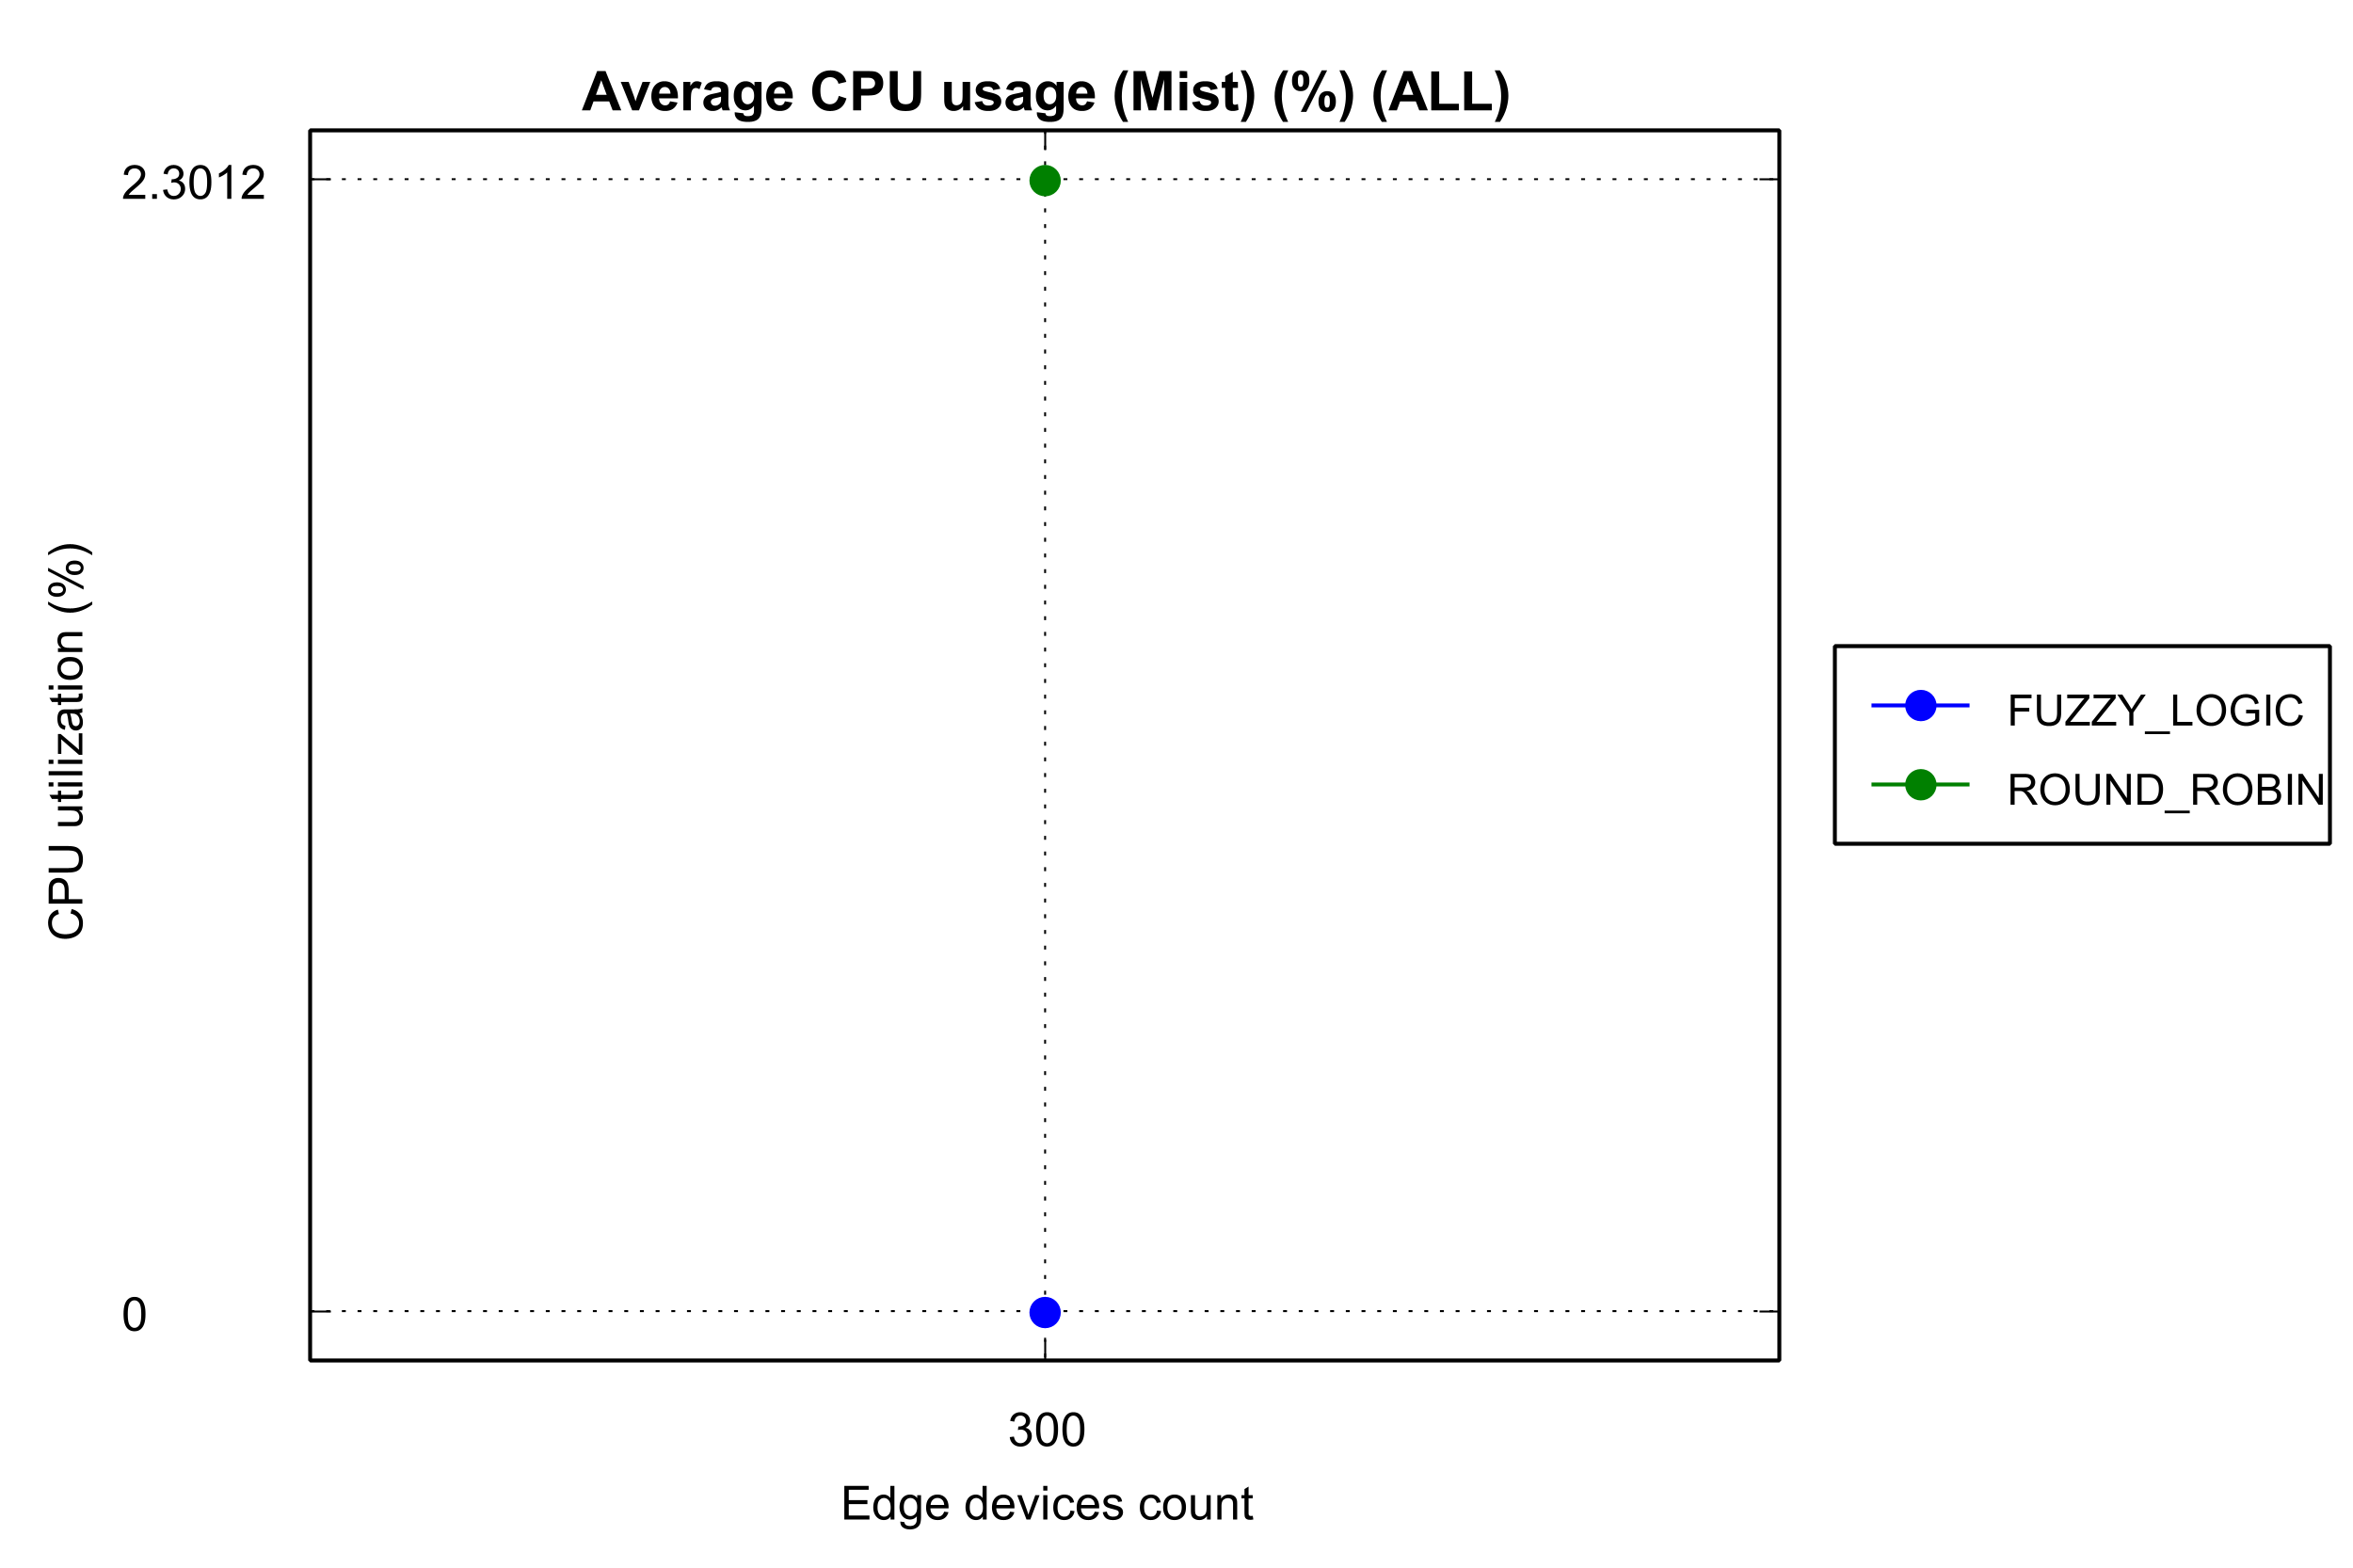 Average CPU usage (Mist) (%) (ALL)
2.3012
0
CPU utilization (%)
300
Edge devices count
FUZZY_LOGIC
ROUND_ROBIN